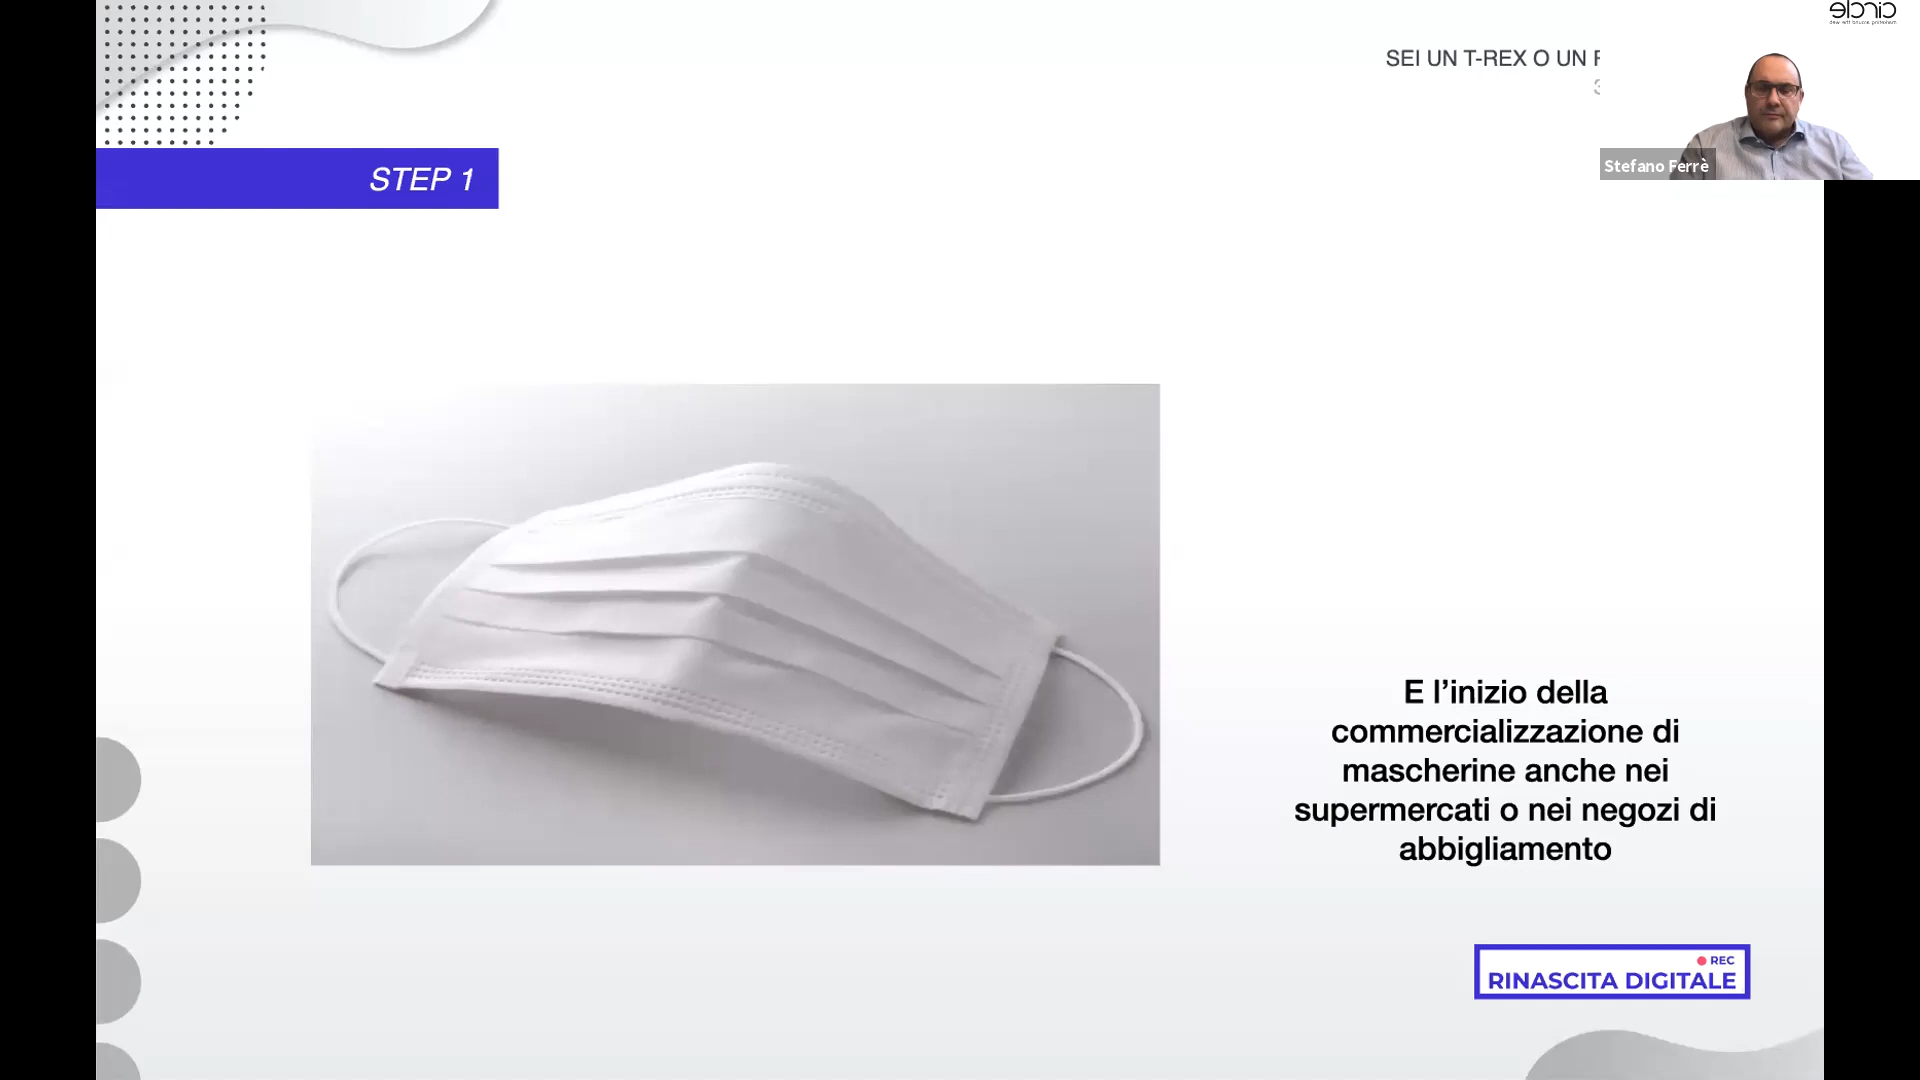 SEI UN T-REX O UN
STEP 1
Stefano Ferrè
circle
E l’inizio della
commercializzazione di
mascherine anche nei
supermercati o nei negozi di
abbigliamento
REC
RINASCITA DIGITALE